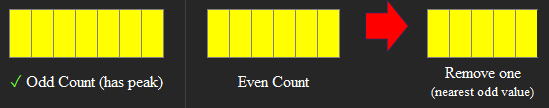 ✓ Odd Count (has peak)
Even Count
Remove one
(nearest odd value)